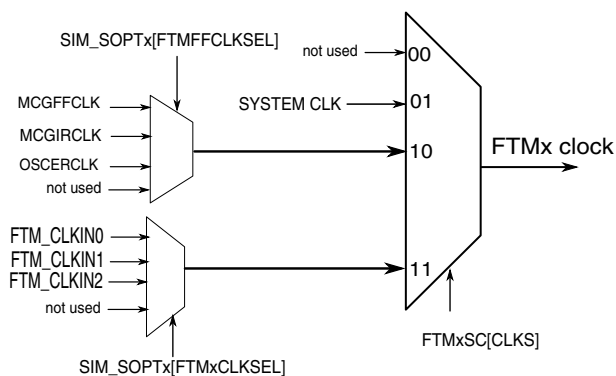 SIM_SOPTx[FTMFFCLKSEL]
not used
00
MCGFFCLK
SYSTEM CLK
01
MCGIRCLK
10
FTMx clock
OSCERCLK
not used
FTM_CLKIN0
FTM_CLKIN1
11
FTM_CLKIN2
not used
FTMxSC[CLKS]
SIM_SOPTx[FTMxCLKSEL]